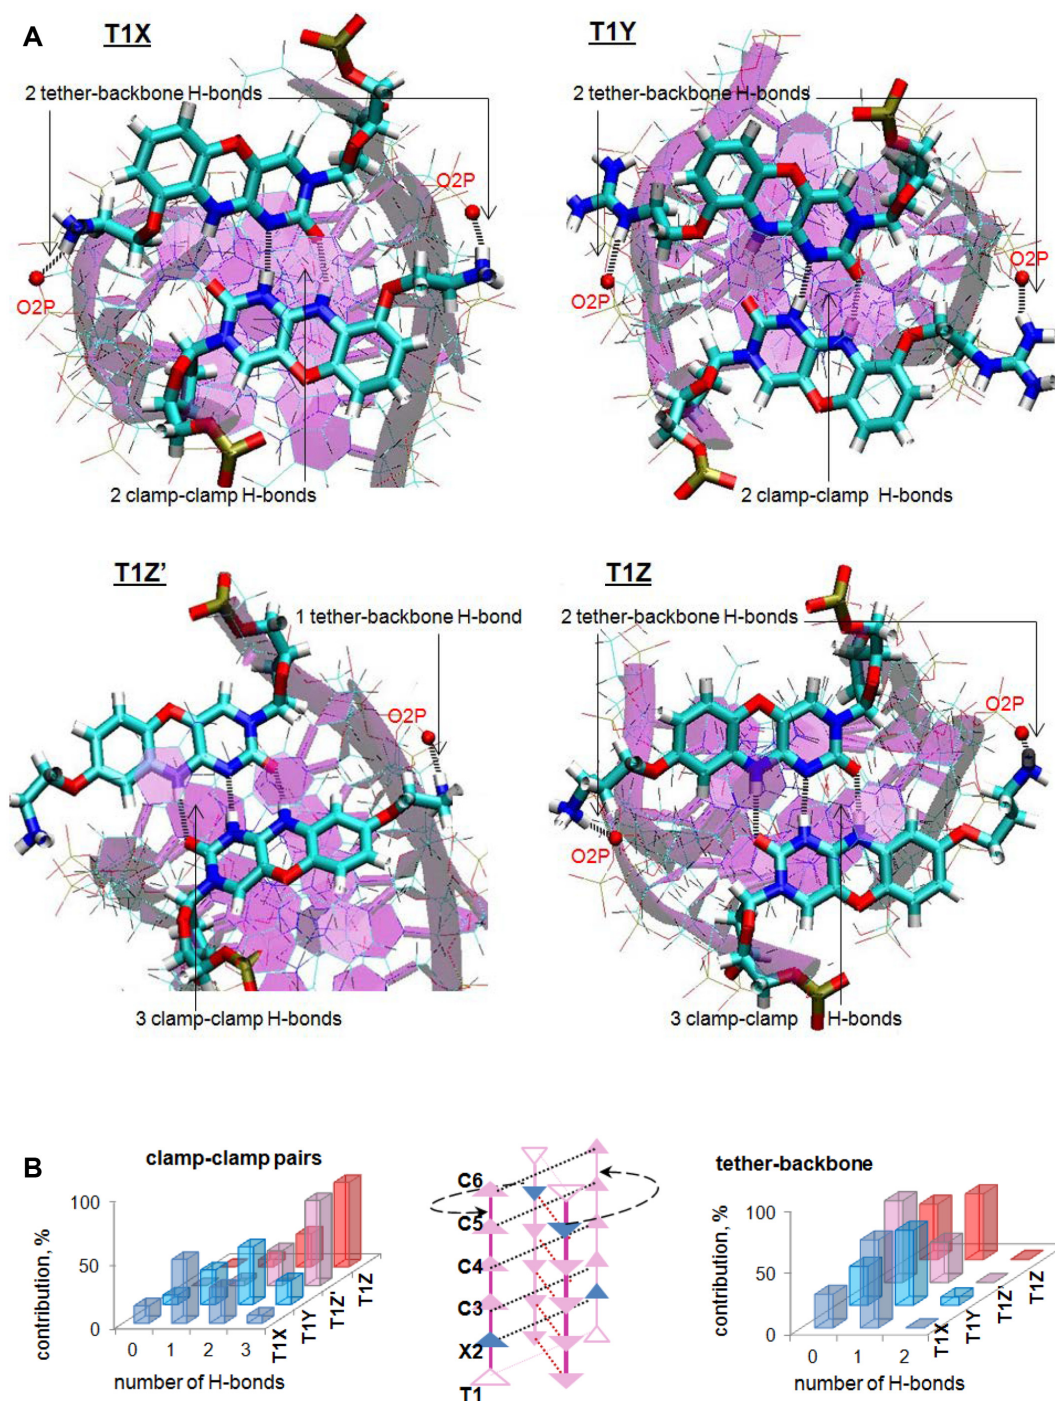 A
T1X
T1Y
2 tether-backbone H-bonds
2 tether-backbone H-bonds
O2P
O2P
O2P
O2P
2 clamp-clamp H-bonds
2 clamp-clamp H-bonds
T1Z'
T1Z
1 tether-backbone H-bond
2 tether-backbone H-bonds
O2P
O2P
O2P
3 clamp-clamp H-bonds
3 clamp-clamp H-bonds
B
clamp-clamp pairs
contribution, %
100
50
0
0 1 2 3
T1X
T1Y
T1Z'
T1Z
number of H-bonds
C6
C5
C4
C3
X2
T1
tether-backbone
contribution, %
100
50
0
0 1 2
T1X
T1Y
T1Z'
T1Z
number of H-bonds